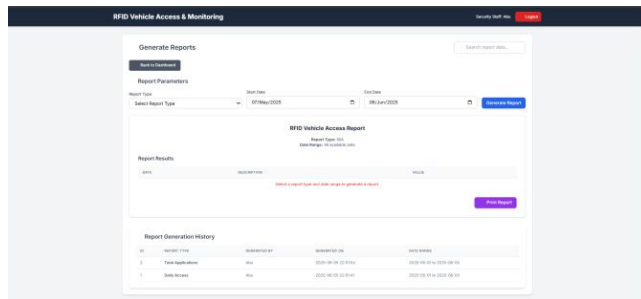 RFID Vehicle Access & Monitoring
Security Staff: Abu Logout
Generate Reports
Search report data...
Back to Dashboard
Report Parameters
Report Type Start Date End Date
Select Report Type 07/May/2025 06/Jun/2025 Generate Report
RFID Vehicle Access Report
Report Type: N/A
Date Range: All available data
Report Results
DATE DESCRIPTION VALUE
Select a report type and date range to generate a report.
Print Report
Report Generation History
ID REPORT TYPE GENERATED BY GENERATED ON DATE RANGE
2 Total Applications Abu
1 Daily Access Abu